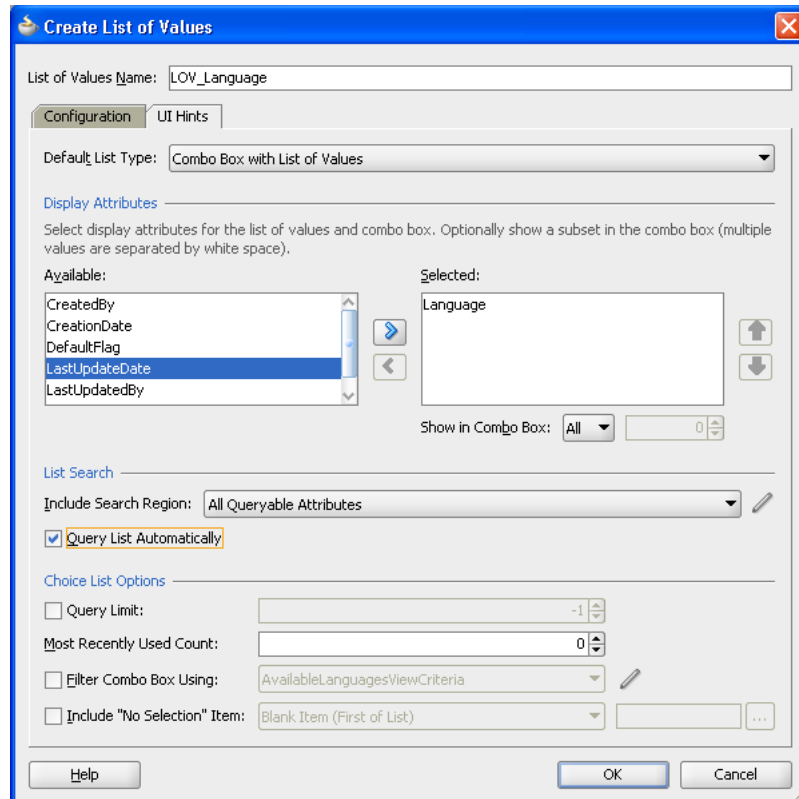 Create List of Values
List of Values Name: LOV_Language
Configuration UI Hints
Default List Type: Combo Box with List of Values
Display Attributes
Select display attributes for the list of values and combo box. Optionally show a subset in the combo box (multiple
values are separated by white space).
Available: Selected:
CreatedBy Language
CreationDate
DefaultFlag
LastUpdateDate
LastUpdatedBy
Show in Combo Box: All 0
List Search
Include Search Region: All Queryable Attributes
Query List Automatically
Choice List Options
Query Limit: -1
Most Recently Used Count: 0
Filter Combo Box Using: AvailableLanguagesViewCriteria
Include "No Selection" Item: Blank Item (First of List) ...
Help OK Cancel